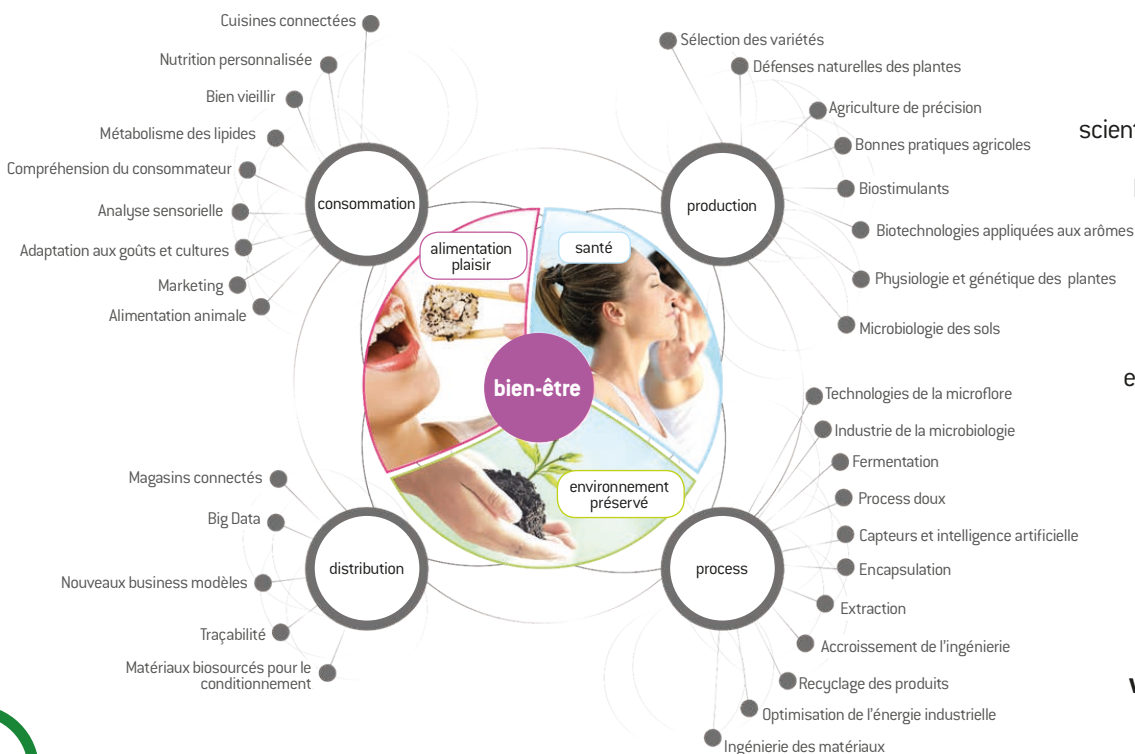 Cuisines connectées
Nutrition personnalisée
Bien vieillir
Métabolisme des lipides
Compréhension du consommateur
Analyse sensorielle
Adaptation aux goûts et cultures
Marketing
Alimentation animale
consommation
Sélection des variétés
Défenses naturelles des plantes
Agriculture de précision
Bonnes pratiques agricoles
Biostimulants
Biotechnologies appliquées aux arômes
Physiologie et génétique des plantes
Microbiologie des sols
production
scient
alimentation
plaisir
santé
bien-être
environnement
préservé
e
Magasins connectés
Big Data
Nouveaux business modèles
Traçabilité
Matériaux biosourcés pour le
conditionnement
distribution
process
Technologies de la microflore
Industrie de la microbiologie
Fermentation
Process doux
Capteurs et intelligence artificielle
Encapsulation
Extraction
Accroissement de l'ingénierie
Recyclage des produits
Optimisation de l'énergie industrielle
Ingénierie des matériaux